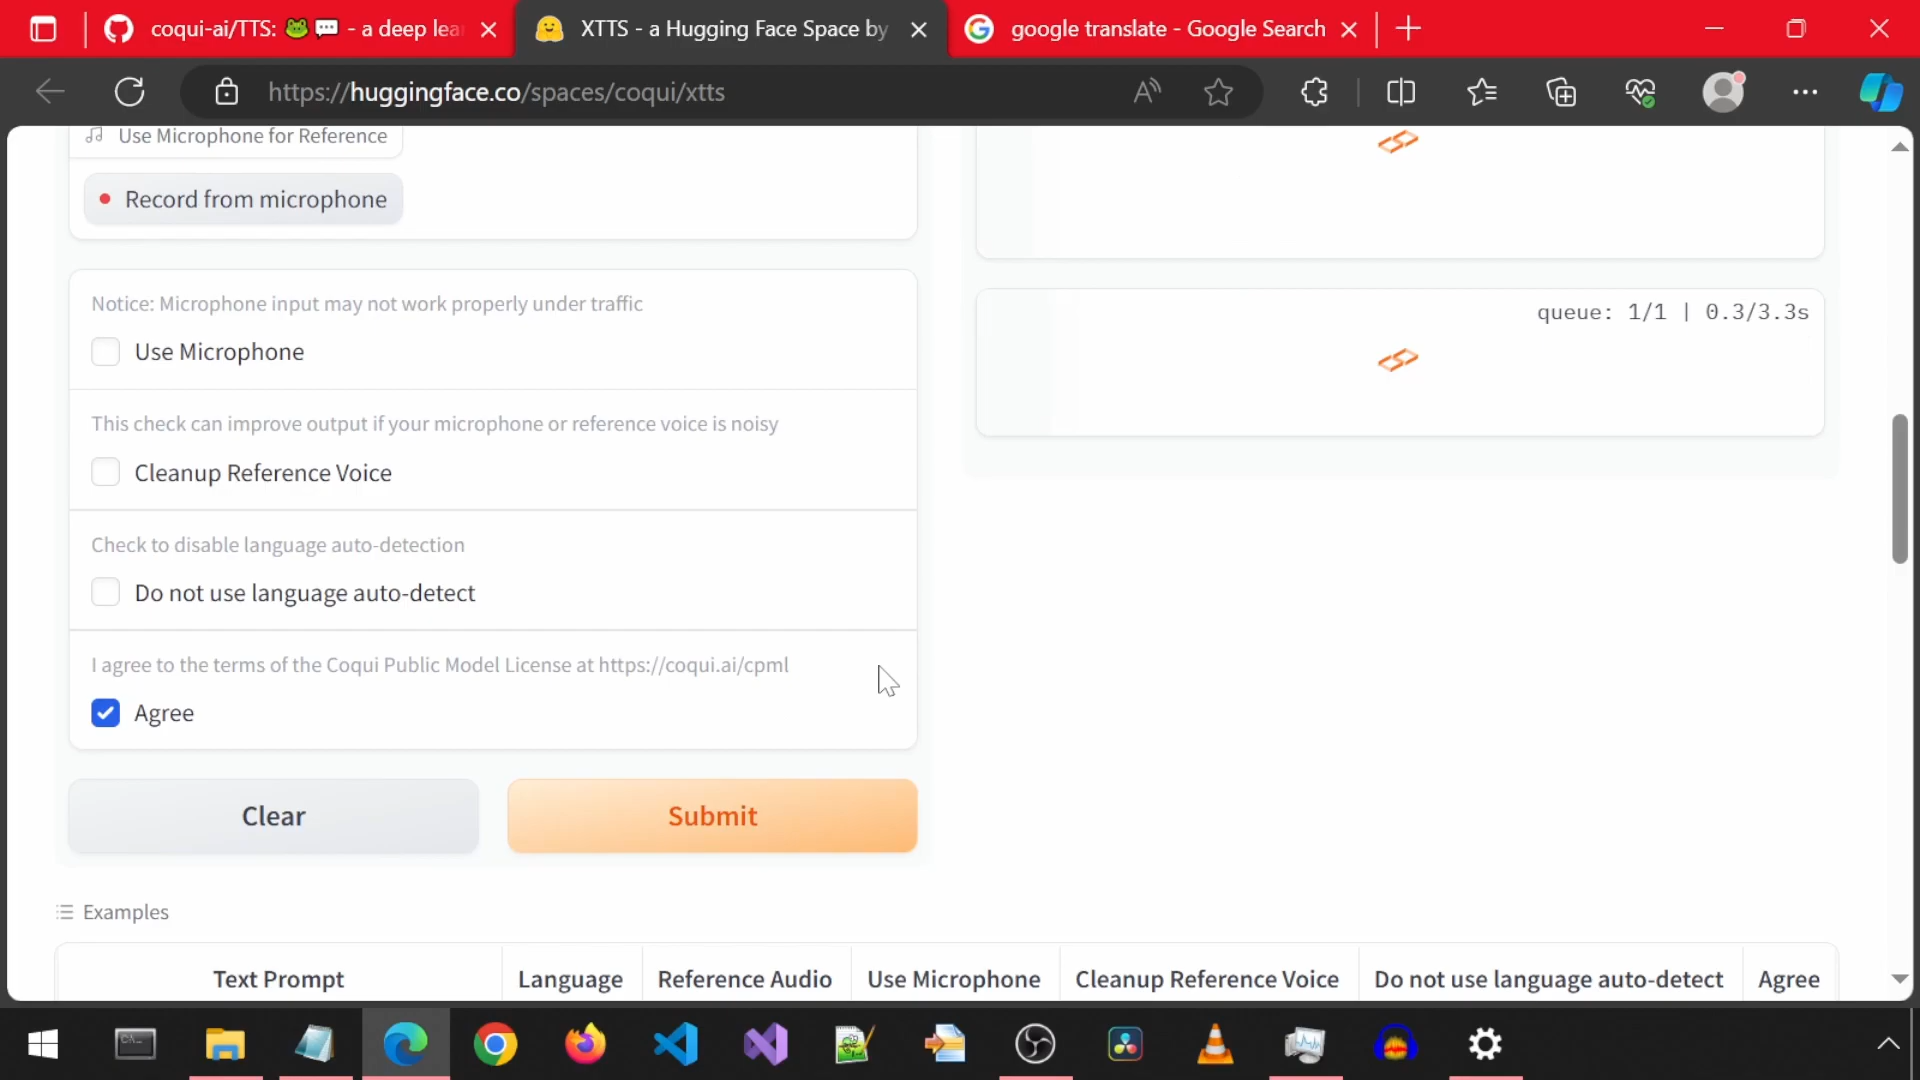 coqui-ai/TTS: 🐸💬 - a deep lea
XTTS - a Hugging Face Space by
google translate - Google Search
https://huggingface.co/spaces/coqui/xtts
Use Microphone for Reference
Record from microphone
Notice: Microphone input may not work properly under traffic
Use Microphone
This check can improve output if your microphone or reference voice is noisy
Cleanup Reference Voice
Check to disable language auto-detection
Do not use language auto-detect
I agree to the terms of the Coqui Public Model License at https://coqui.ai/cpml
Agree
Clear
Submit
queue: 1/1 | 0.3/3.3s
Examples
Text Prompt
Language
Reference Audio
Use Microphone
Cleanup Reference Voice
Do not use language auto-detect
Agree